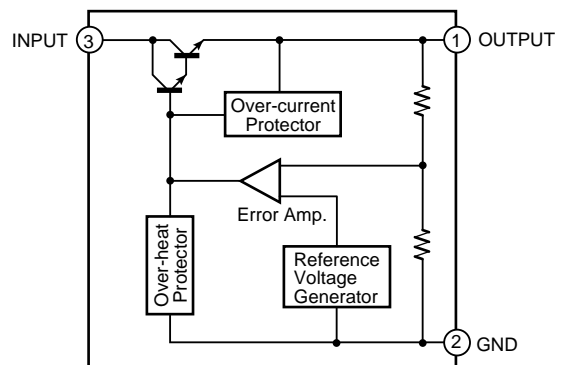 INPUT 3
1 OUTPUT
Over-current
Protector
Error Amp.
Over-heat
Protector
Reference
Voltage
Generator
2 GND